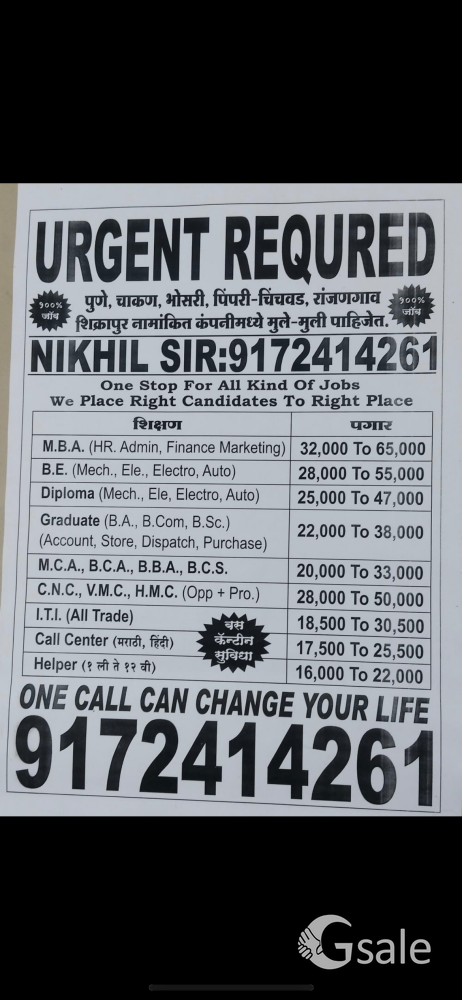 URGENT REQURED
१००% जॉब
पुणे, चाकण, भोसरी, पिंपरी-चिंचवड, रांजणगाव
१००% जॉब
शिक्रापुर नामांकित कंपनीमध्ये मुले-मुली पाहिजेत.
NIKHIL SIR:9172414261
One Stop For All Kind Of Jobs
We Place Right Candidates To Right Place
शिक्षण पगार
M.B.A. (HR. Admin, Finance Marketing) 32,000 To 65,000
B.E. (Mech., Ele., Electro, Auto) 28,000 To 55,000
Diploma (Mech., Ele, Electro, Auto) 25,000 To 47,000
Graduate (B.A., B.Com, B.Sc.) 22,000 To 38,000
(Account, Store, Dispatch, Purchase)
M.C.A., B.C.A., B.B.A., B.C.S. 20,000 To 33,000
C.N.C., V.M.C., H.M.C. (Opp + Pro.) 28,000 To 50,000
I.T.I. (All Trade) 18,500 To 30,500
Call Center (मराठी, हिंदी) 17,500 To 25,500
Helper (१ ली ते १२ वी) 16,000 To 22,000
बस
कॅन्टीन
सुविधा
ONE CALL CAN CHANGE YOUR LIFE
9172414261
Gsale